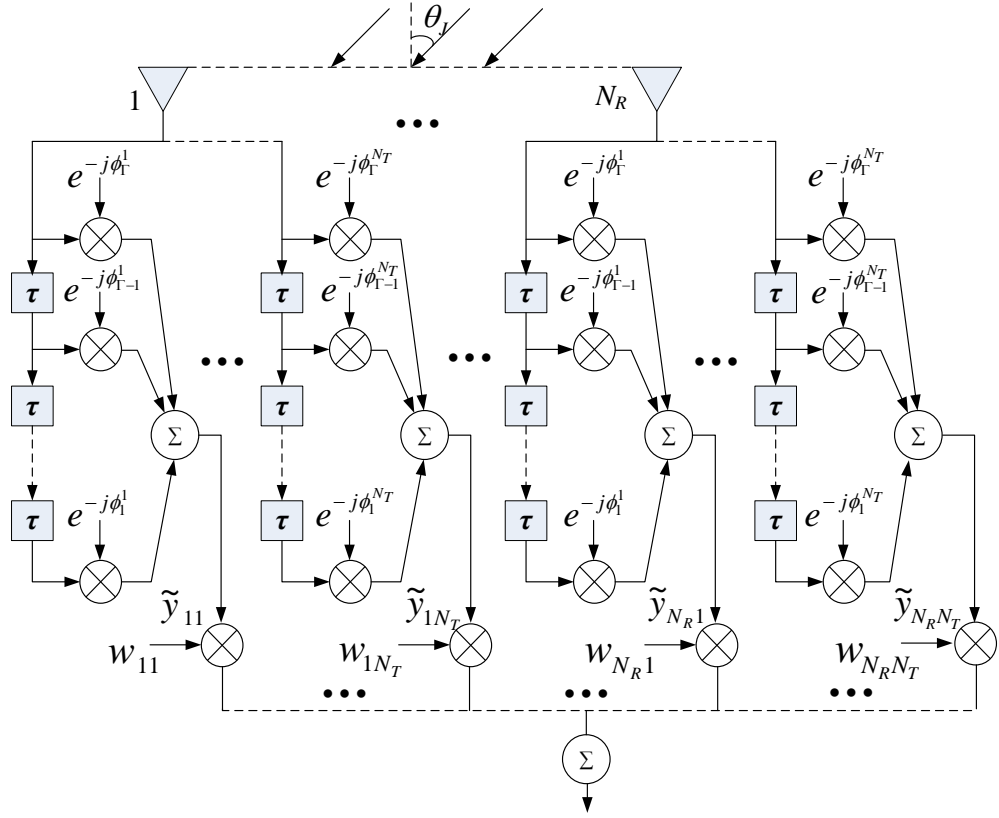 θ_J
1 N_R
e^{-jϕ_Γ^1} e^{-jϕ_Γ^{N_T}} e^{-jϕ_Γ^1} e^{-jϕ_Γ^{N_T}}
τ e^{-jϕ_{Γ-1}^1} τ e^{-jϕ_{Γ-1}^{N_T}} τ e^{-jϕ_{Γ-1}^1} τ e^{-jϕ_{Γ-1}^{N_T}}
τ τ τ τ
Σ Σ Σ Σ
τ e^{-jϕ_1^1} τ e^{-jϕ_1^{N_T}} τ e^{-jϕ_1^1} τ e^{-jϕ_1^{N_T}}
ỹ_{11} ỹ_{1N_T} ỹ_{N_R1} ỹ_{N_RN_T}
w_{11} w_{1N_T} w_{N_R1} w_{N_RN_T}
Σ